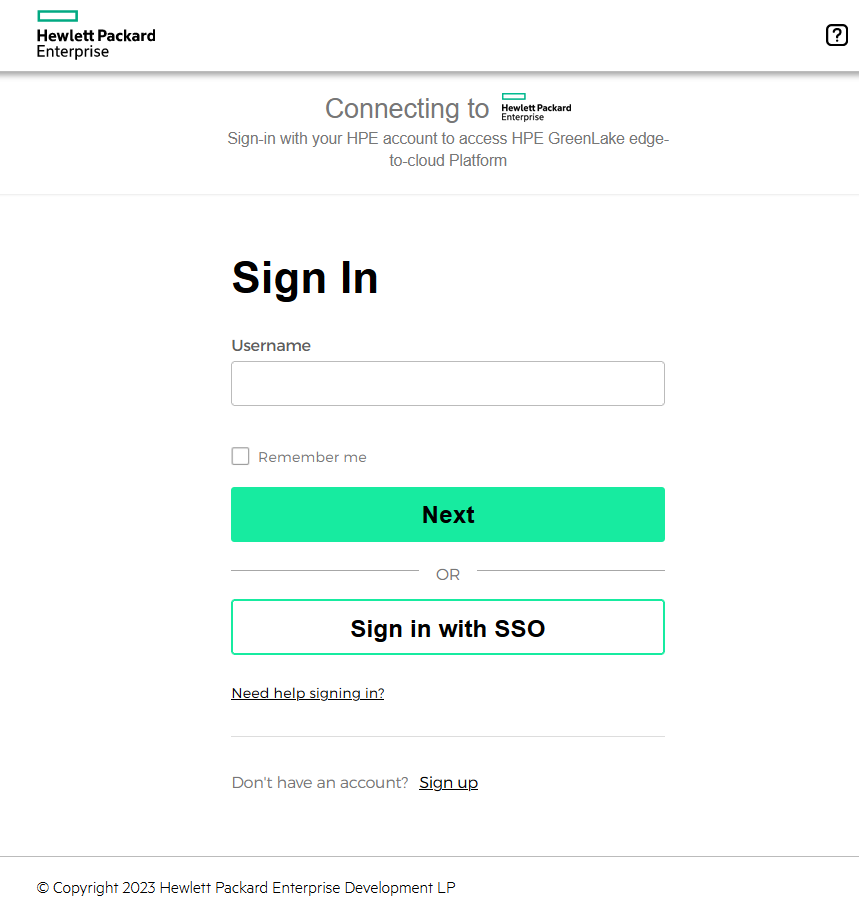 Hewlett Packard
Enterprise
?
Connecting to
Hewlett Packard
Enterprise
Sign-in with your HPE account to access HPE GreenLake edge-
to-cloud Platform
Sign In
Username
Remember me
Next
OR
Sign in with SSO
Need help signing in?
Don't have an account? Sign up
© Copyright 2023 Hewlett Packard Enterprise Development LP